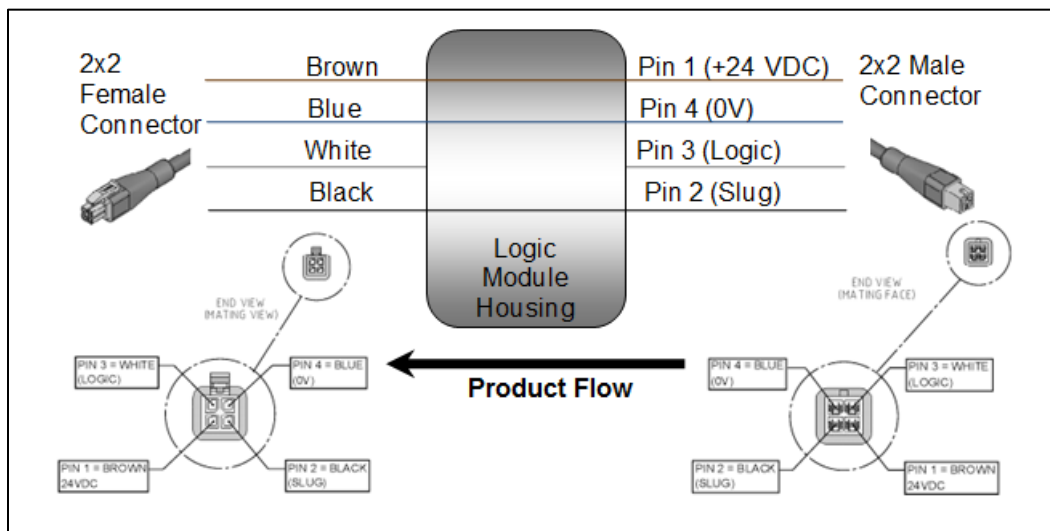 2x2
Female
Connector
Brown
Blue
White
Black
Pin 1 (+24 VDC)
Pin 4 (0V)
Pin 3 (Logic)
Pin 2 (Slug)
2x2 Male
Connector
Logic
Module
Housing
END VIEW
(MATING VIEW)
END VIEW
(MATING FACE)
Product Flow
PIN 3 = WHITE
(LOGIC)
PIN 4 = BLUE
(0V)
PIN 1 = BROWN
24VDC
PIN 2 = BLACK
(SLUG)
PIN 4 = BLUE
(0V)
PIN 3 = WHITE
(LOGIC)
PIN 2 = BLACK
(SLUG)
PIN 1 = BROWN
24VDC